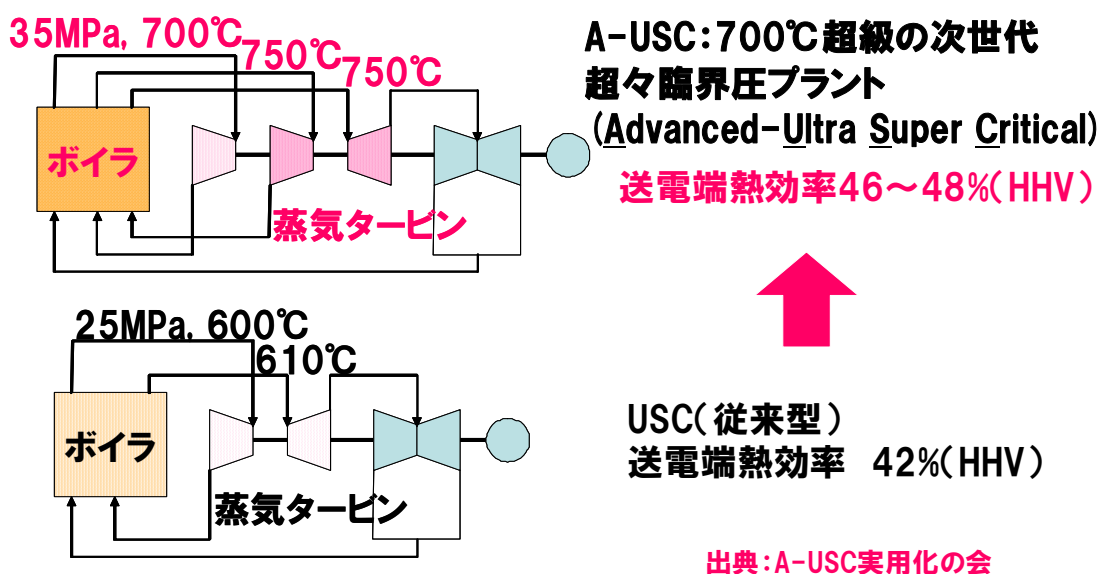 35MPa, 700℃
750℃
750℃
ボイラ
蒸気タービン
A-USC:700℃超級の次世代
超々臨界圧プラント
(Advanced-Ultra Super Critical)
送電端熱効率46～48%(HHV)
25MPa, 600℃
610℃
ボイラ
蒸気タービン
USC(従来型)
送電端熱効率　42%(HHV)
出典:A-USC実用化の会